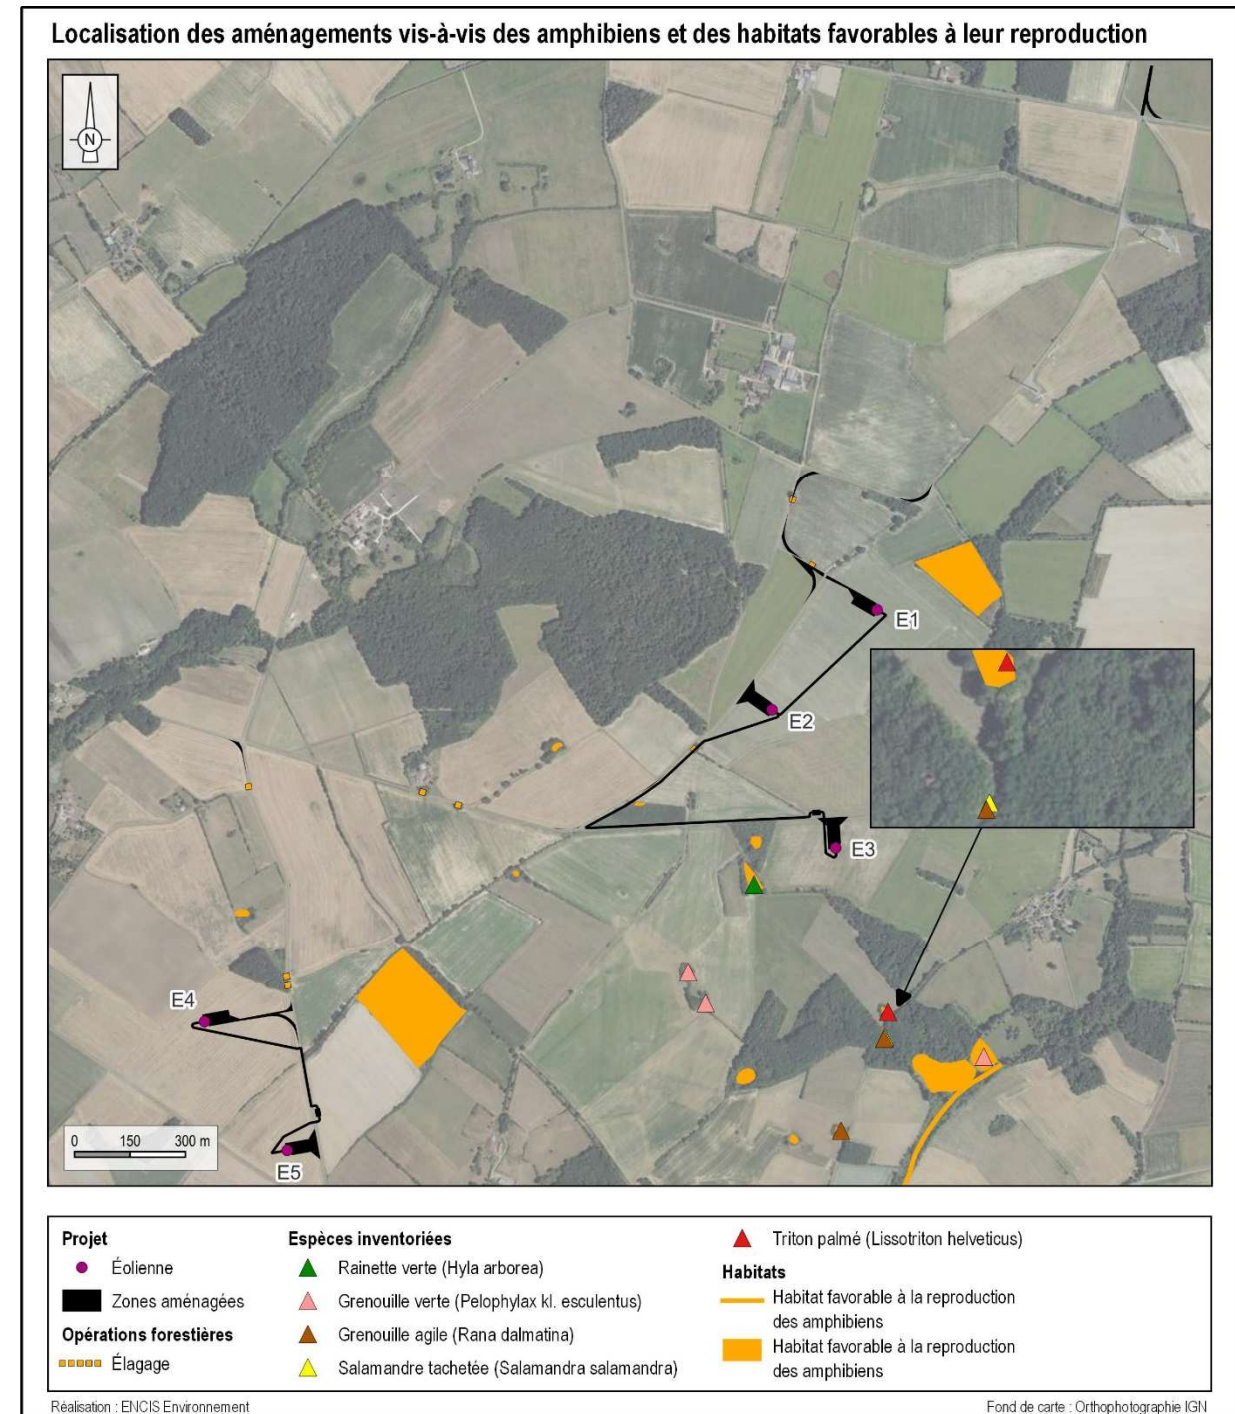 Localisation des aménagements vis-à-vis des amphibiens et des habitats favorables à leur reproduction
N
E1
E2
E3
E4
E5
0 150 300 m
Projet
Éolienne
Zones aménagées
Opérations forestières
Élagage
Espèces inventoriées
Rainette verte (Hyla arborea)
Grenouille verte (Pelophylax kl. esculentus)
Grenouille agile (Rana dalmatina)
Salamandre tachetée (Salamandra salamandra)
Triton palmé (Lissotriton helveticus)
Habitats
Habitat favorable à la reproduction
des amphibiens
Habitat favorable à la reproduction
des amphibiens
Réalisation : ENCIS Environnement
Fond de carte : Orthophotographie IGN